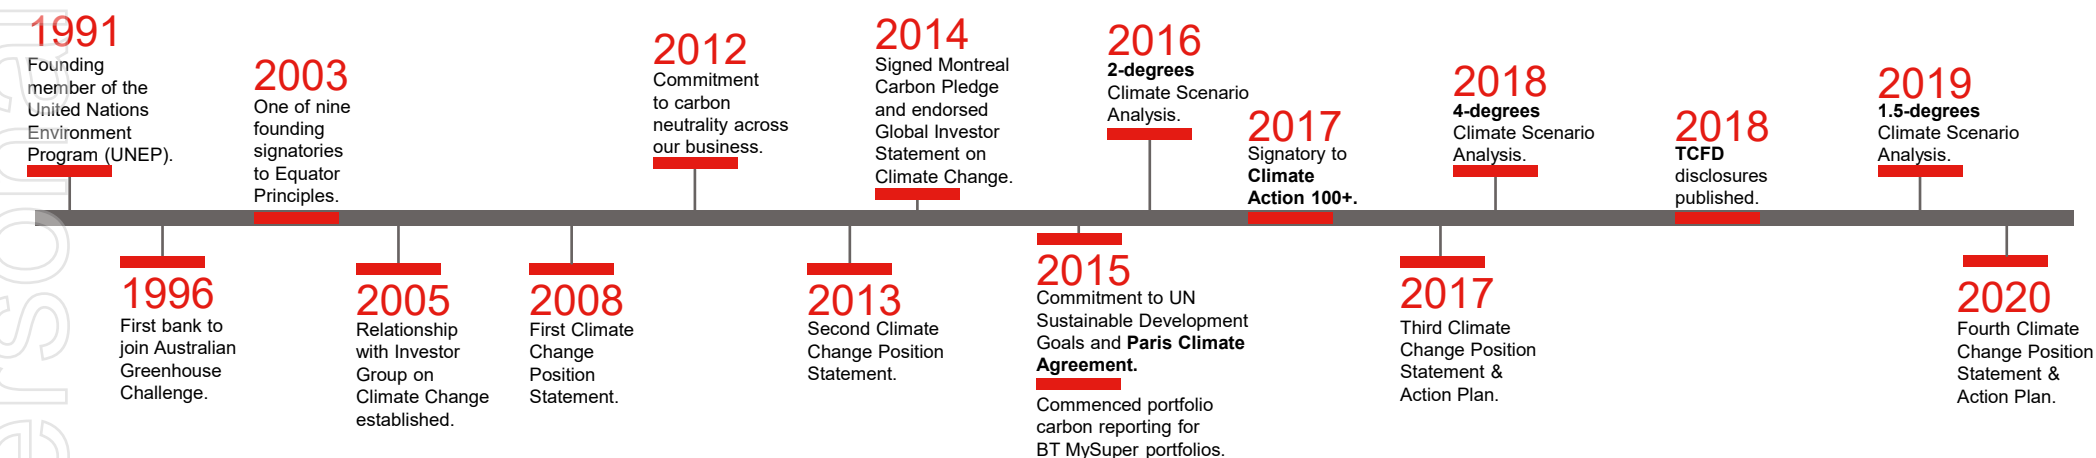 1991
Founding
member of the
United Nations
Environment
Program (UNEP).
1996
First bank to
join Australian
Greenhouse
Challenge.
2003
One of nine
founding
signatories
to Equator
Principles.
2005
Relationship
with Investor
Group on
Climate Change
established.
2008
First Climate
Change
Position
Statement.
2012
Commitment
to carbon
neutrality across
our business.
2013
Second Climate
Change Position
Statement.
2014
Signed Montreal
Carbon Pledge
and endorsed
Global Investor
Statement on
Climate Change.
2015
Commitment to UN
Sustainable Development
Goals and Paris Climate
Agreement.
Commenced portfolio
carbon reporting for
BT MySuper portfolios.
2016
2-degrees
Climate Scenario
Analysis.
2017
Signatory to
Climate
Action 100+.
2017
Third Climate
Change Position
Statement &
Action Plan.
2018
4-degrees
Climate Scenario
Analysis.
2018
TCFD
disclosures
published.
2019
1.5-degrees
Climate Scenario
Analysis.
2020
Fourth Climate
Change Position
Statement &
Action Plan.